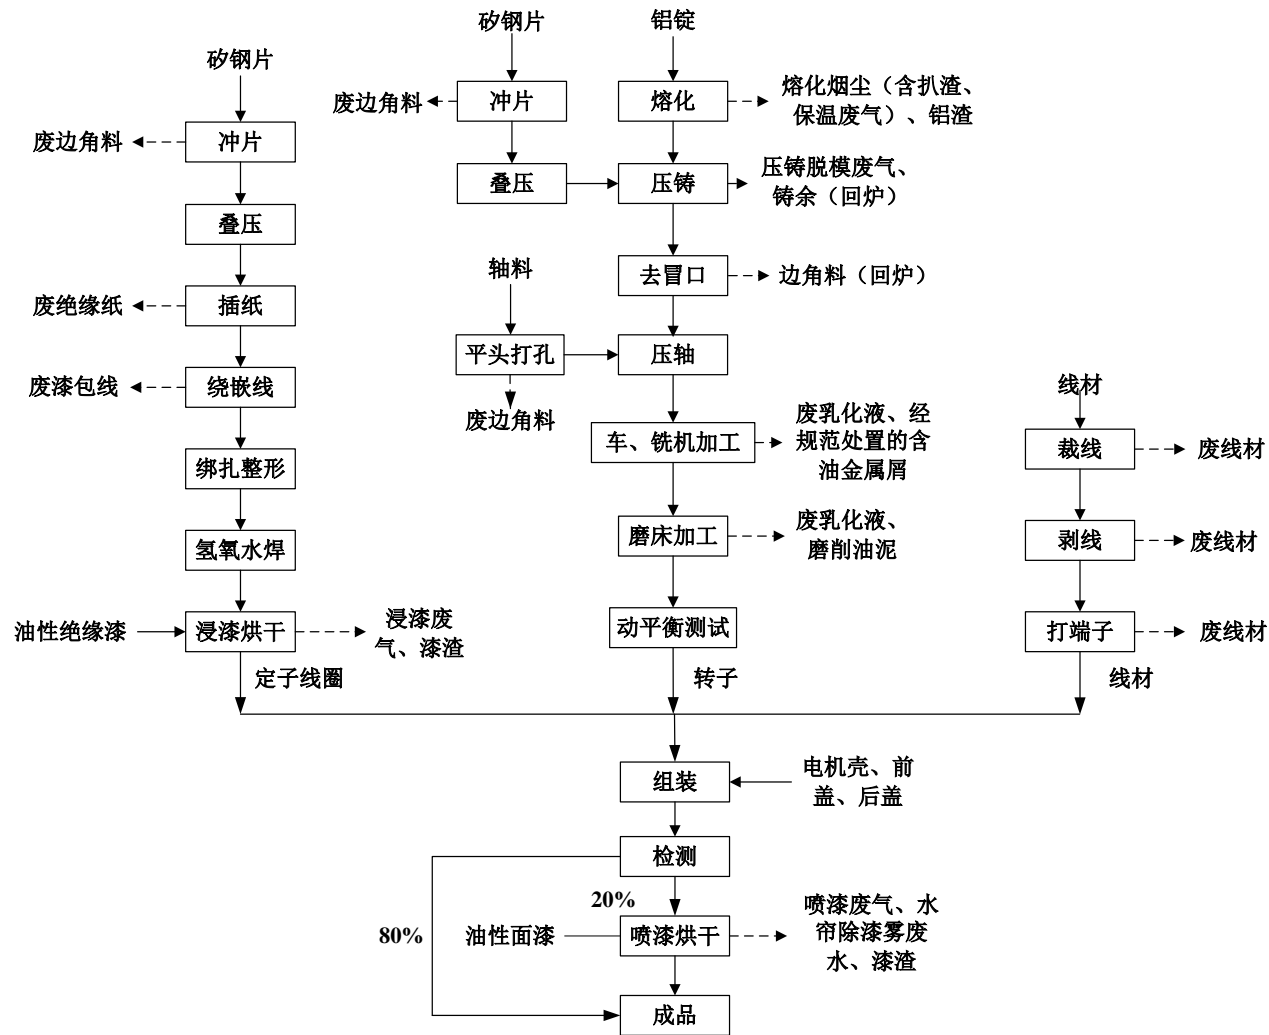 矽钢片
废边角料
冲片
叠压
废绝缘纸
插纸
废漆包线
绕嵌线
绑扎整形
氢氧水焊
油性绝缘漆
浸漆烘干
浸漆废
气、漆渣
定子线圈
矽钢片
废边角料
冲片
叠压
铝锭
熔化
熔化烟尘（含扒渣、
保温废气）、铝渣
压铸
压铸脱模废气、
铸余（回炉）
去冒口
边角料（回炉）
轴料
平头打孔
废边角料
压轴
车、铣机加工
废乳化液、经
规范处置的含
油金属屑
磨床加工
废乳化液、
磨削油泥
动平衡测试
转子
线材
裁线
废线材
剥线
废线材
打端子
废线材
线材
组装
电机壳、前
盖、后盖
检测
20%
80%
油性面漆
喷漆烘干
喷漆废气、水
帘除漆雾废
水、漆渣
成品